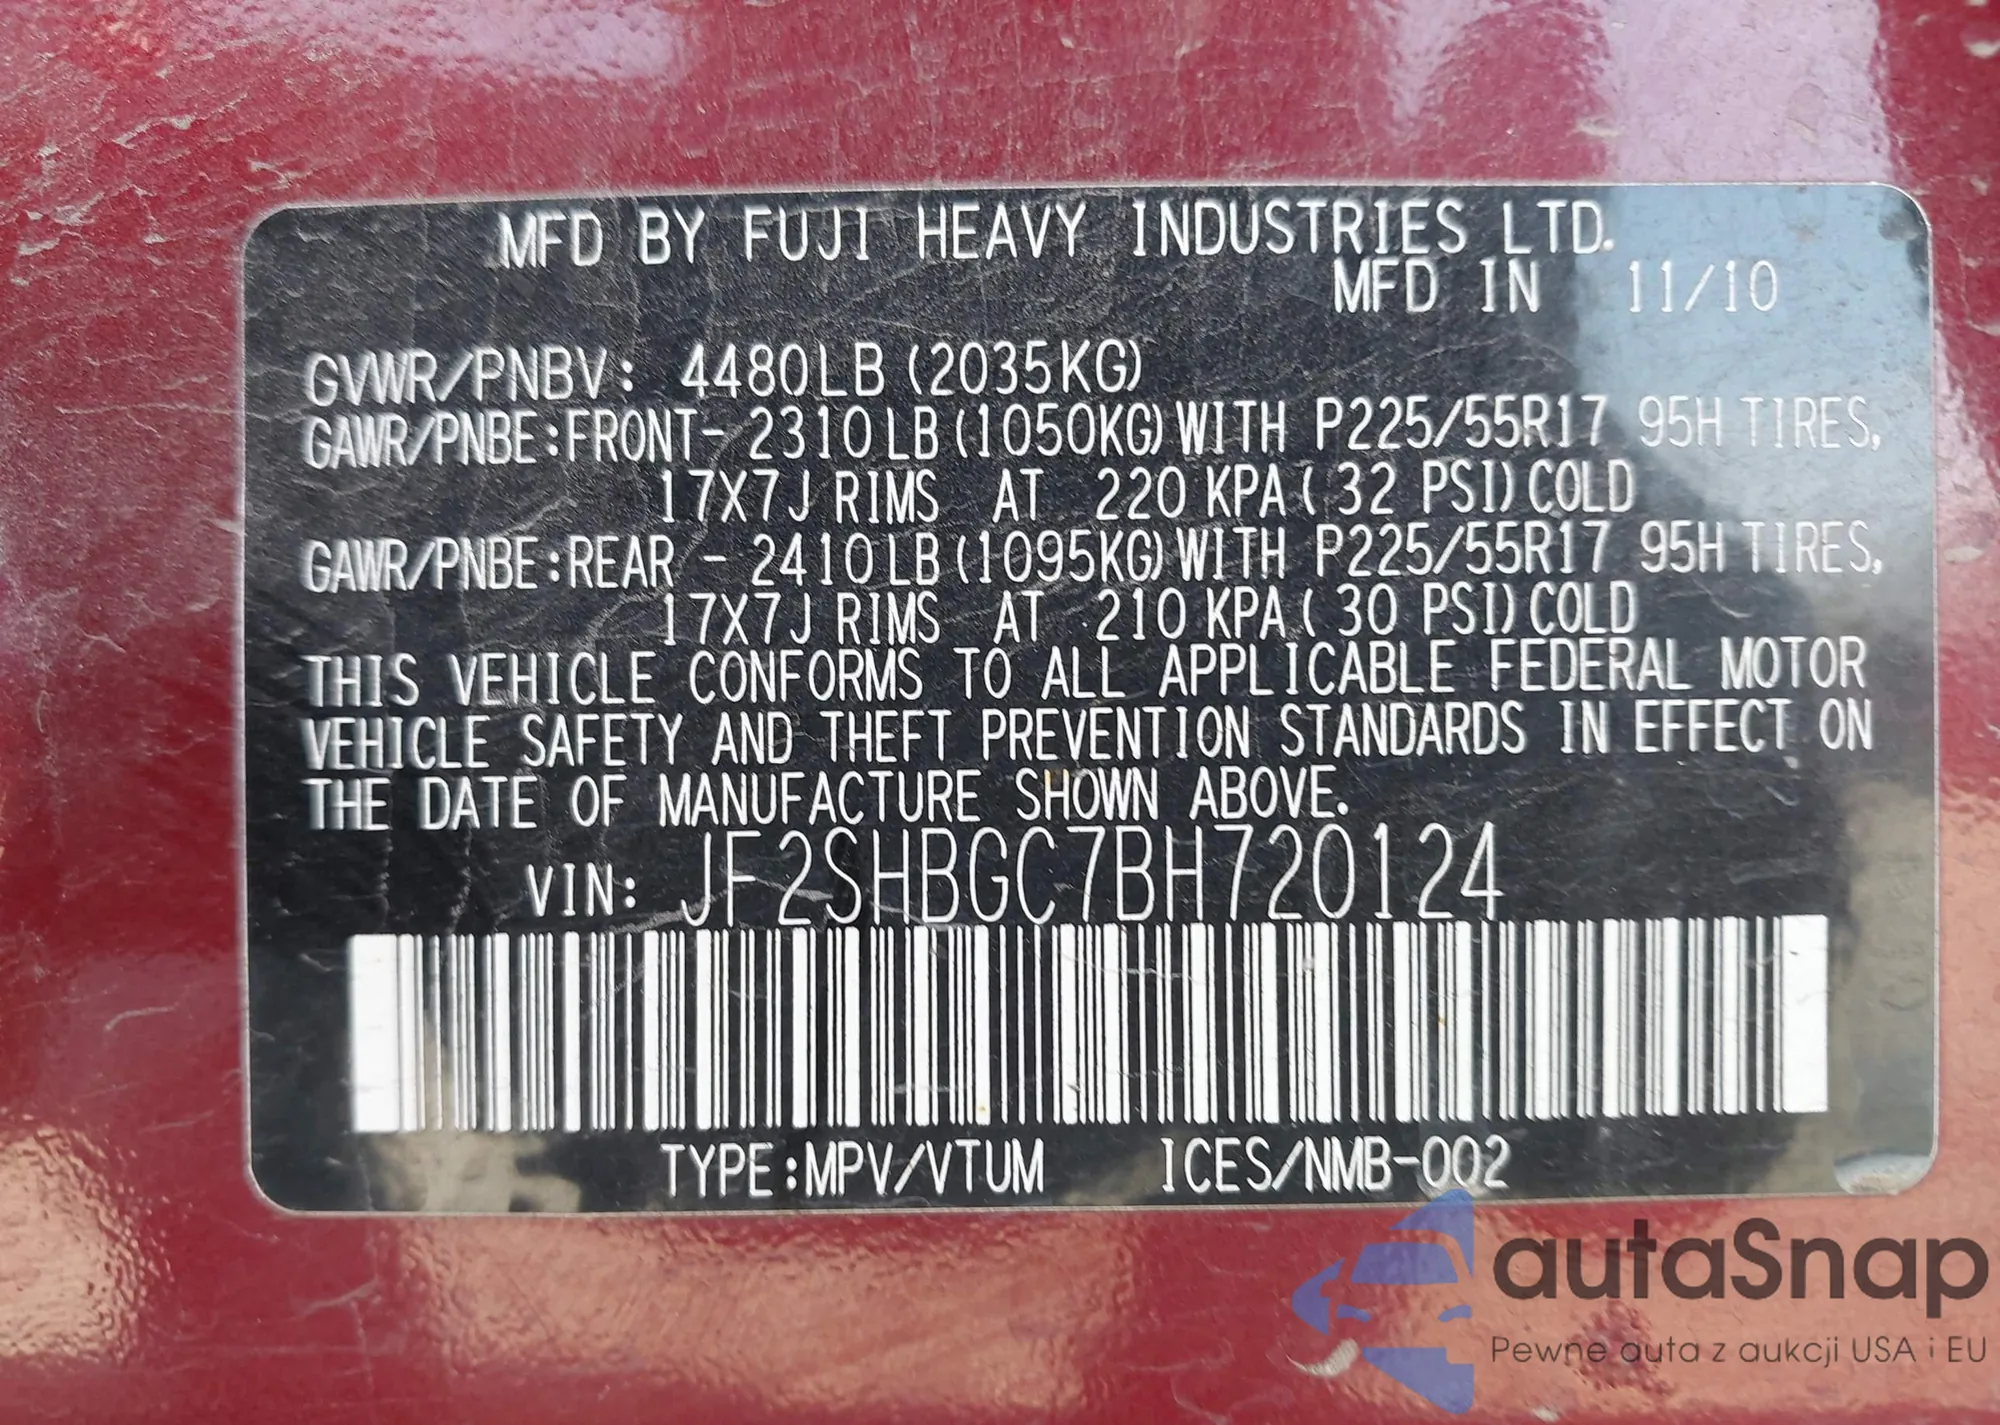 MFD BY FUJI HEAVY INDUSTRIES LTD.
MFD IN 11/10
GVWR/PNBV: 4480LB (2035KG)
GAWR/PNBE:FRONT- 2310LB (1050KG) WITH P225/55R17 95H TIRES,
17X7J RIMS AT 220 KPA ( 32 PSI) COLD
GAWR/PNBE:REAR - 2410LB (1095KG) WITH P225/55R17 95H TIRES,
17X7J RIMS AT 210 KPA ( 30 PSI) COLD
THIS VEHICLE CONFORMS TO ALL APPLICABLE FEDERAL MOTOR
VEHICLE SAFETY AND THEFT PREVENTION STANDARDS IN EFFECT ON
THE DATE OF MANUFACTURE SHOWN ABOVE.
VIN: JF2SHBGC7BH720124
TYPE:MPV/VTUM ICES/NMB-002
autaSnap
Pewne auta z aukcji USA i EU